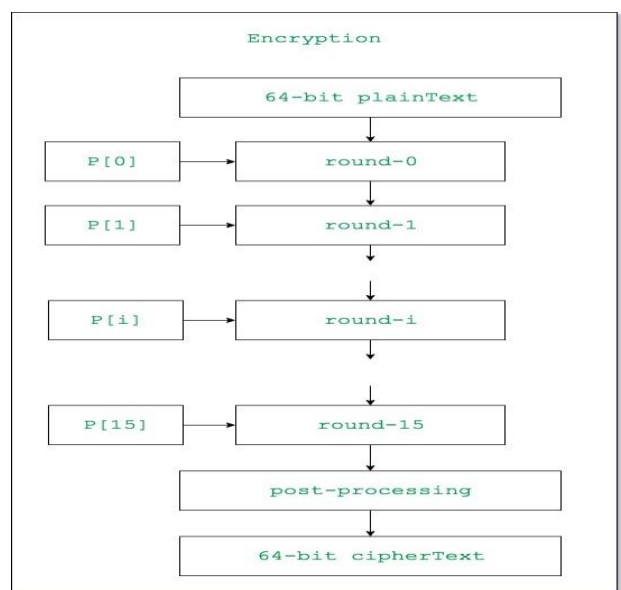 Encryption
64-bit plainText
P[0]
round-0
P[1]
round-1
P[i]
round-i
P[15]
round-15
post-processing
64-bit cipherText